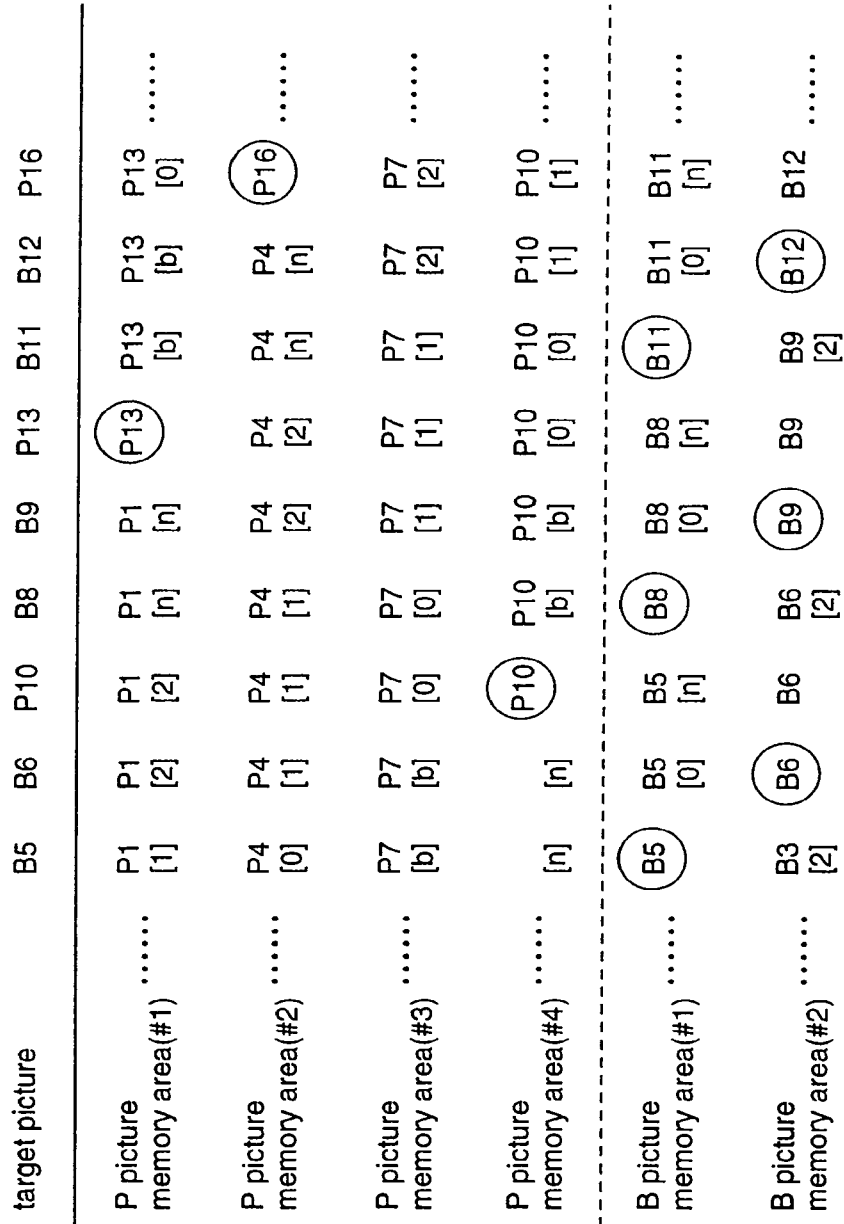 target picture B5 B6 P10 B8 B9 P13 B11 B12 P16
P picture
memory area(#1) ...... P1 P1 P1 P1 P1 P13 P13 P13 P13 ......
[1] [2] [2] [n] [n] [b] [b] [0]
P picture
memory area(#2) ...... P4 P4 P4 P4 P4 P4 P4 P4 P16 ......
[0] [1] [1] [1] [2] [2] [n] [n]
P picture
memory area(#3) ...... P7 P7 P7 P7 P7 P7 P7 P7 P7 ......
[b] [b] [0] [0] [1] [1] [1] [2] [2]
P picture
memory area(#4) ...... P10 P10 P10 P10 P10 P10 P10 ......
[n] [n] [b] [b] [0] [0] [1] [1]
B picture
memory area(#1) ...... B5 B5 B5 B8 B8 B8 B11 B11 B11 ......
[0] [n] [0] [n] [0] [n]
B picture
memory area(#2) ...... B3 B6 B6 B6 B9 B9 B9 B12 B12 ......
[2] [2] [2]